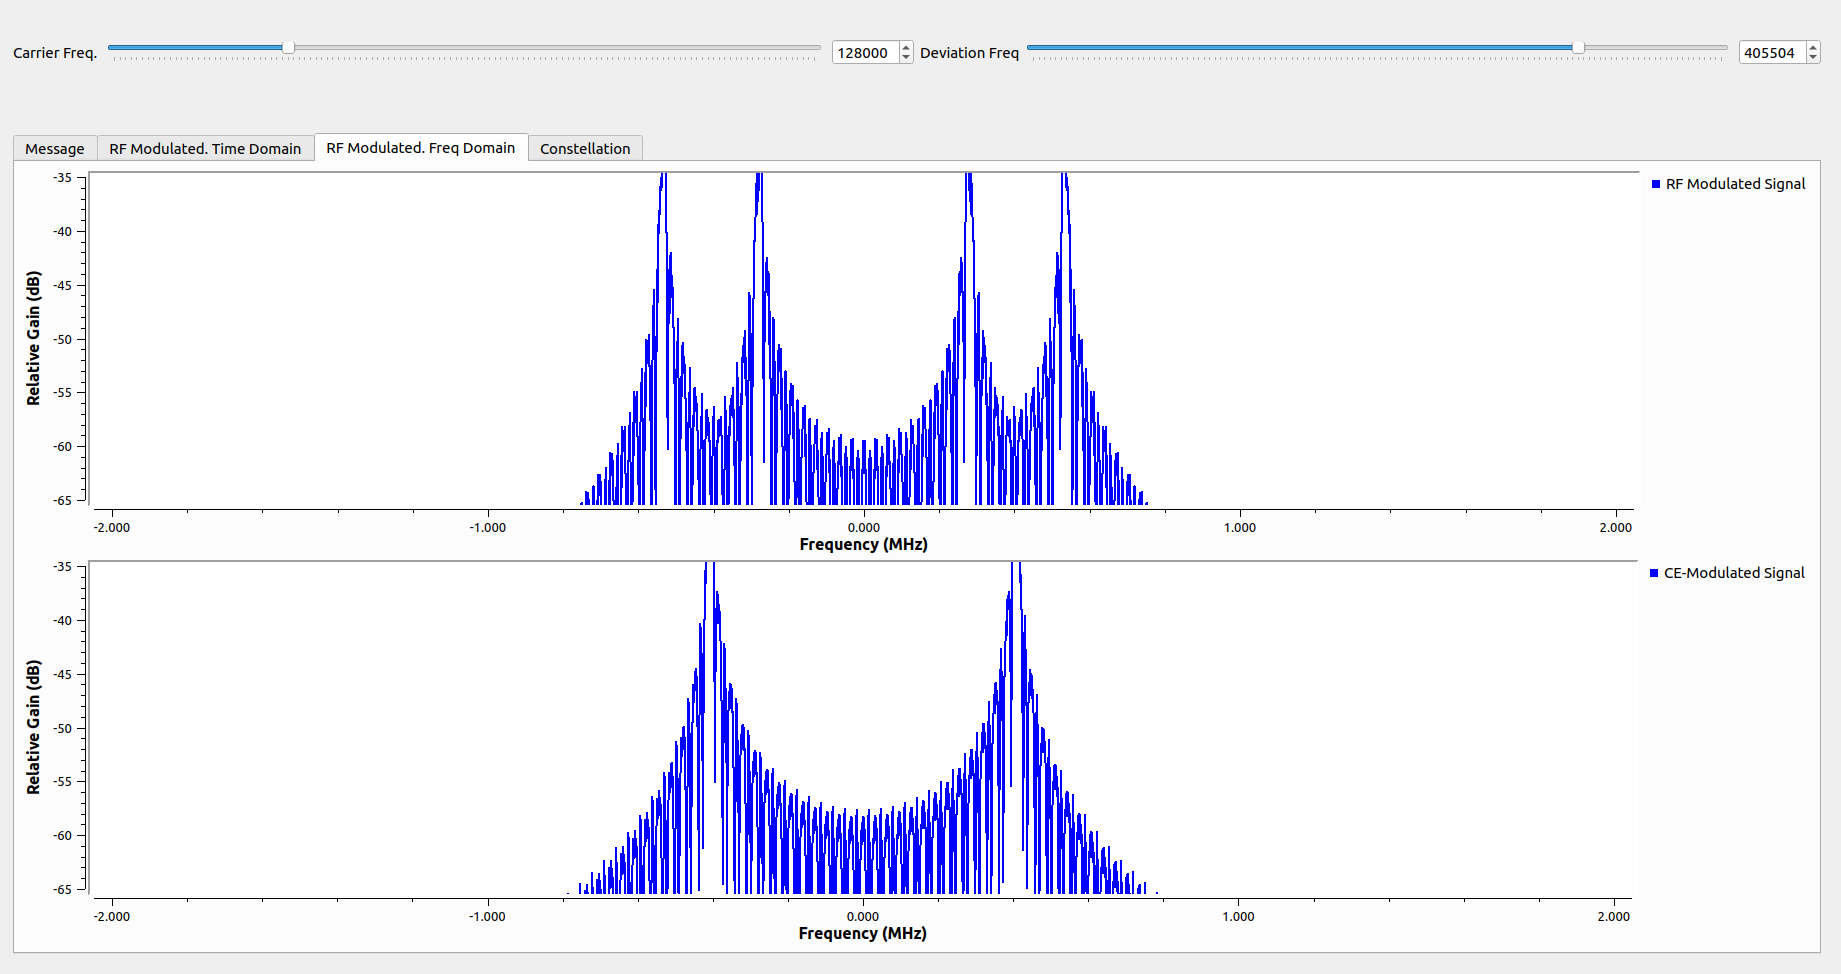 Carrier Freq. 128000 Deviation Freq 405504
Message RF Modulated. Time Domain RF Modulated. Freq Domain Constellation
Relative Gain (dB)
-35
-40
-45
-50
-55
-60
-65
-2.000 -1.000 0.000 1.000 2.000
Frequency (MHz)
RF Modulated Signal
Relative Gain (dB)
-35
-40
-45
-50
-55
-60
-65
-2.000 -1.000 0.000 1.000 2.000
Frequency (MHz)
CE-Modulated Signal